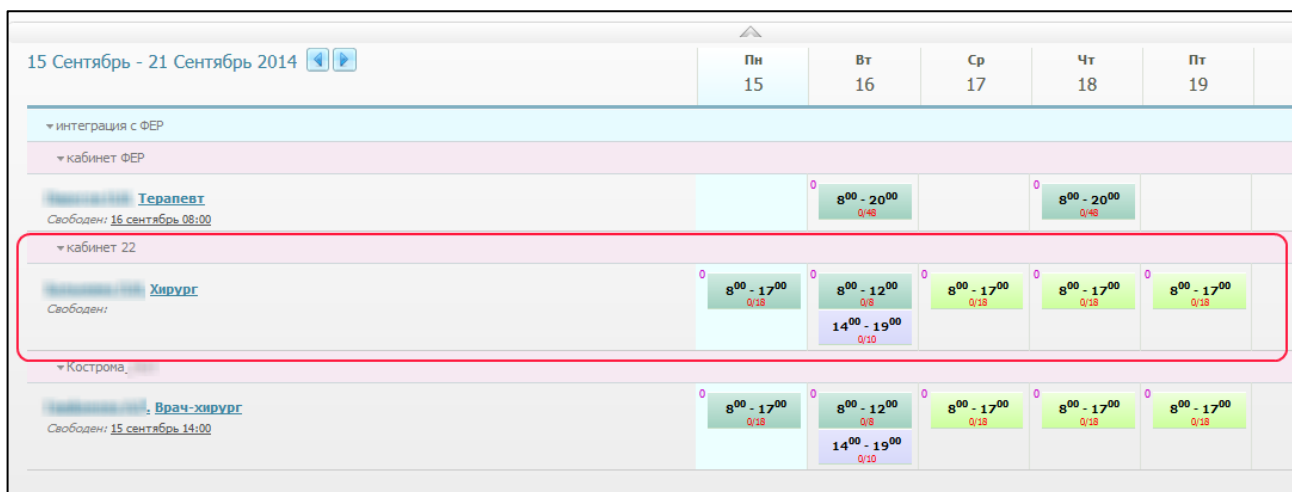 15 Сентябрь - 21 Сентябрь 2014
Пн Вт Ср Чт Пт
15 16 17 18 19
интеграция с ФЕР
кабинет ФЕР
Терапевт
Свободен: 16 сентябрь 08:00
0 8⁰⁰ - 20⁰⁰ 0/48 0 8⁰⁰ - 20⁰⁰ 0/48
кабинет 22
Хирург
Свободен:
0 0 0 0 0
8⁰⁰ - 17⁰⁰ 8⁰⁰ - 12⁰⁰ 8⁰⁰ - 17⁰⁰ 8⁰⁰ - 17⁰⁰ 8⁰⁰ - 17⁰⁰
0/18 0/8 0/18 0/18 0/18
14⁰⁰ - 19⁰⁰
0/10
Кострома_
. Врач-хирург
Свободен: 15 сентябрь 14:00
0 0 0 0 0
8⁰⁰ - 17⁰⁰ 8⁰⁰ - 12⁰⁰ 8⁰⁰ - 17⁰⁰ 8⁰⁰ - 17⁰⁰ 8⁰⁰ - 17⁰⁰
0/18 0/8 0/18 0/18 0/18
14⁰⁰ - 19⁰⁰
0/10